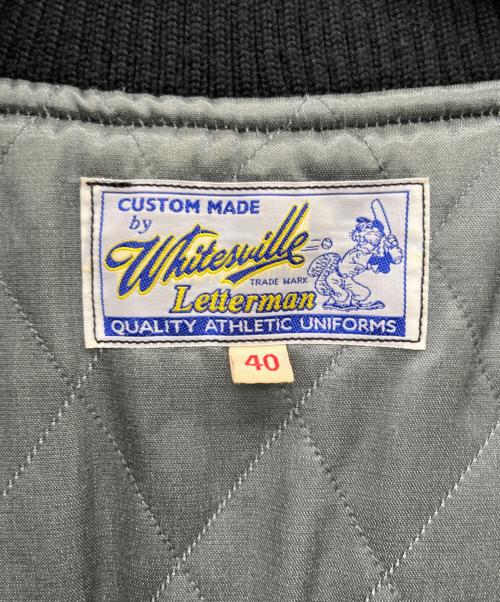 CUSTOM MADE
by
Whitesville
TRADE MARK
Letterman
QUALITY ATHLETIC UNIFORMS
40